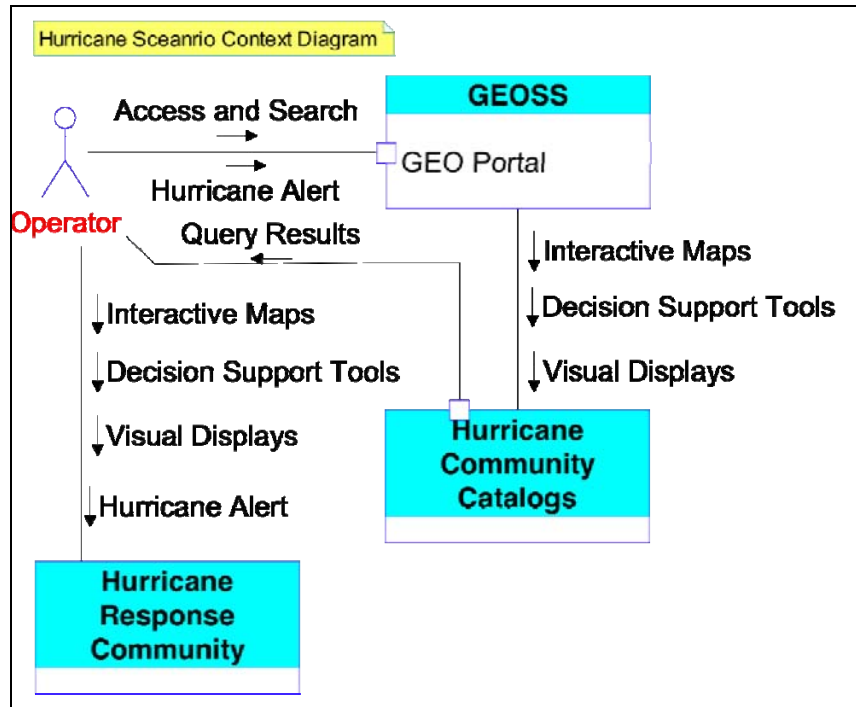 Hurricane Sceanrio Context Diagram
Access and Search
GEOSS
GEO Portal
Hurricane Alert
Operator
Query Results
Interactive Maps
Decision Support Tools
Visual Displays
Interactive Maps
Decision Support Tools
Visual Displays
Hurricane Alert
Hurricane
Community
Catalogs
Hurricane
Response
Community